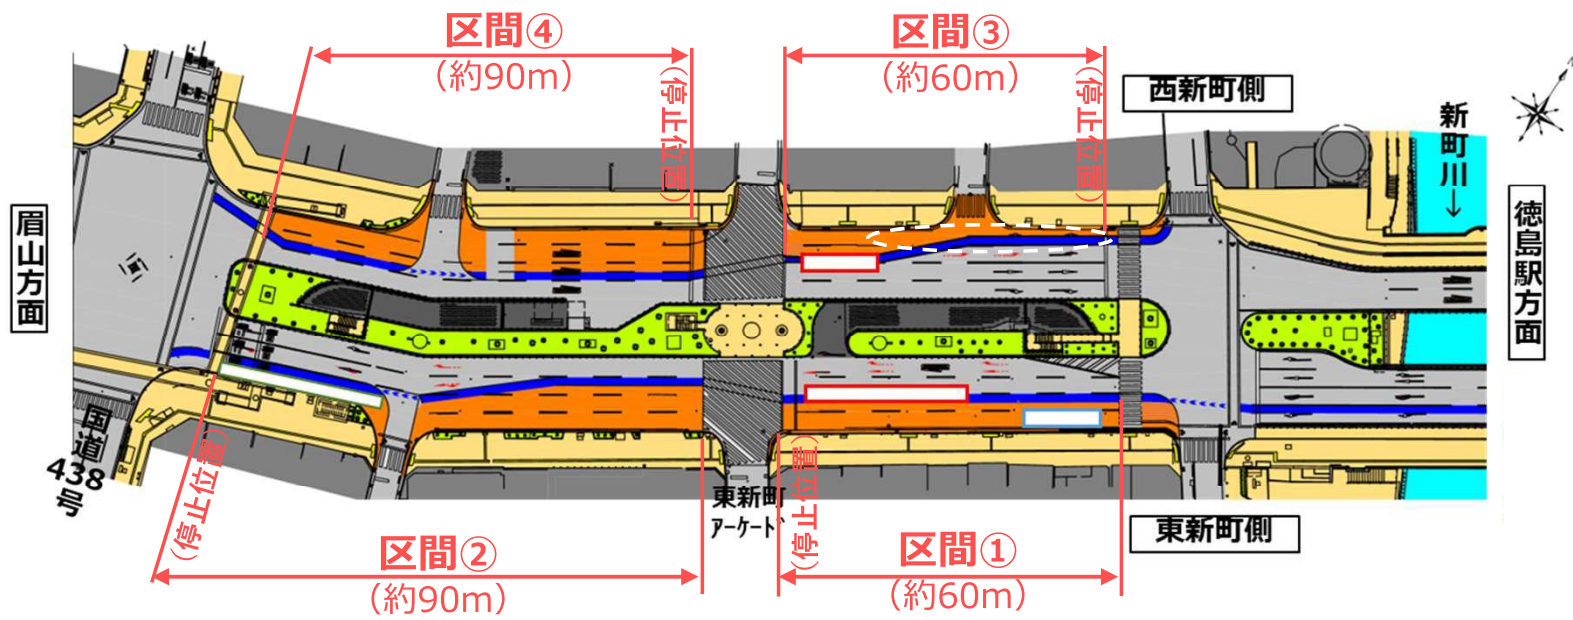 区間④
（約90m）
（停止位置）
区間③
（約60m）
（停止位置）
西新町側
新町川→
N
眉山方面
徳島駅方面
国道
438
号
（停止位置）
東新町
ｱｰｹｰﾄﾞ
（停止位置）
区間②
（約90m）
区間①
（約60m）
東新町側